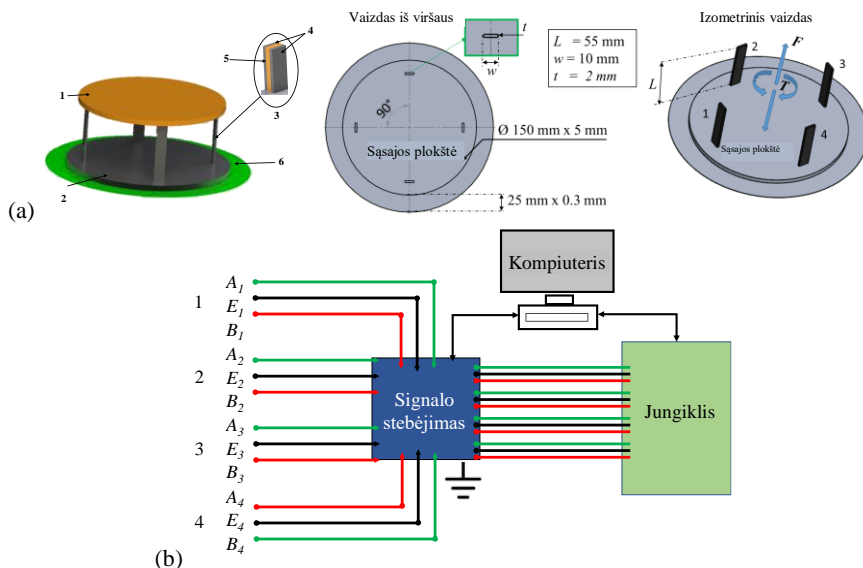 Vaizdas iš viršaus
Izometrinis vaizdas
4
5
3
1
2
6
t
w
L = 55 mm
w = 10 mm
t = 2 mm
90°
Sąsajos plokštė
Ø 150 mm x 5 mm
25 mm x 0.3 mm
F
2
3
L
T
1
4
Sąsajos plokštė
(a)
Kompiuteris
1
A1
E1
B1
2
A2
E2
B2
3
A3
E3
B3
4
A4
E4
B4
Signalo
stebėjimas
Jungiklis
(b)